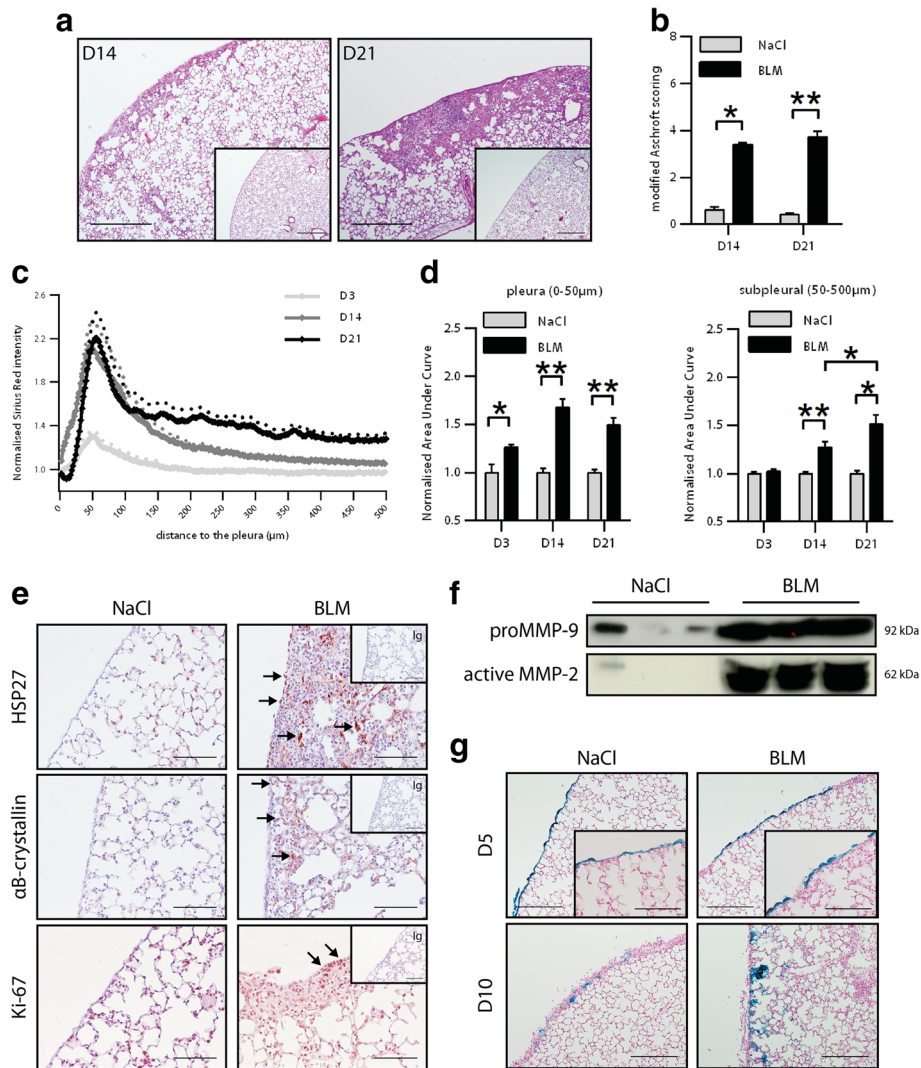 a
D14
D21
b
modified Aschroft scoring
8
6
4
2
0
NaCl
BLM
*
**
D14
D21
c
Normalised Sirius Red intensity
2.6
2.2
1.8
1.4
1.0
D3
D14
D21
0
50
100
150
200
250
300
350
400
450
500
distance to the pleura (µm)
d
pleura (0-50µm)
Normalised Area Under Curve
2.5
2.0
1.5
1.0
0.5
NaCl
BLM
*
**
**
D3
D14
D21
subpleural (50-500µm)
Normalised Area Under Curve
2.5
2.0
1.5
1.0
0.5
NaCl
BLM
*
**
*
D3
D14
D21
e
NaCl
BLM
HSP27
Ig
αB-crystallin
Ig
Ki-67
Ig
f
NaCl
BLM
proMMP-9
92 kDa
active MMP-2
62 kDa
g
NaCl
BLM
D5
D10